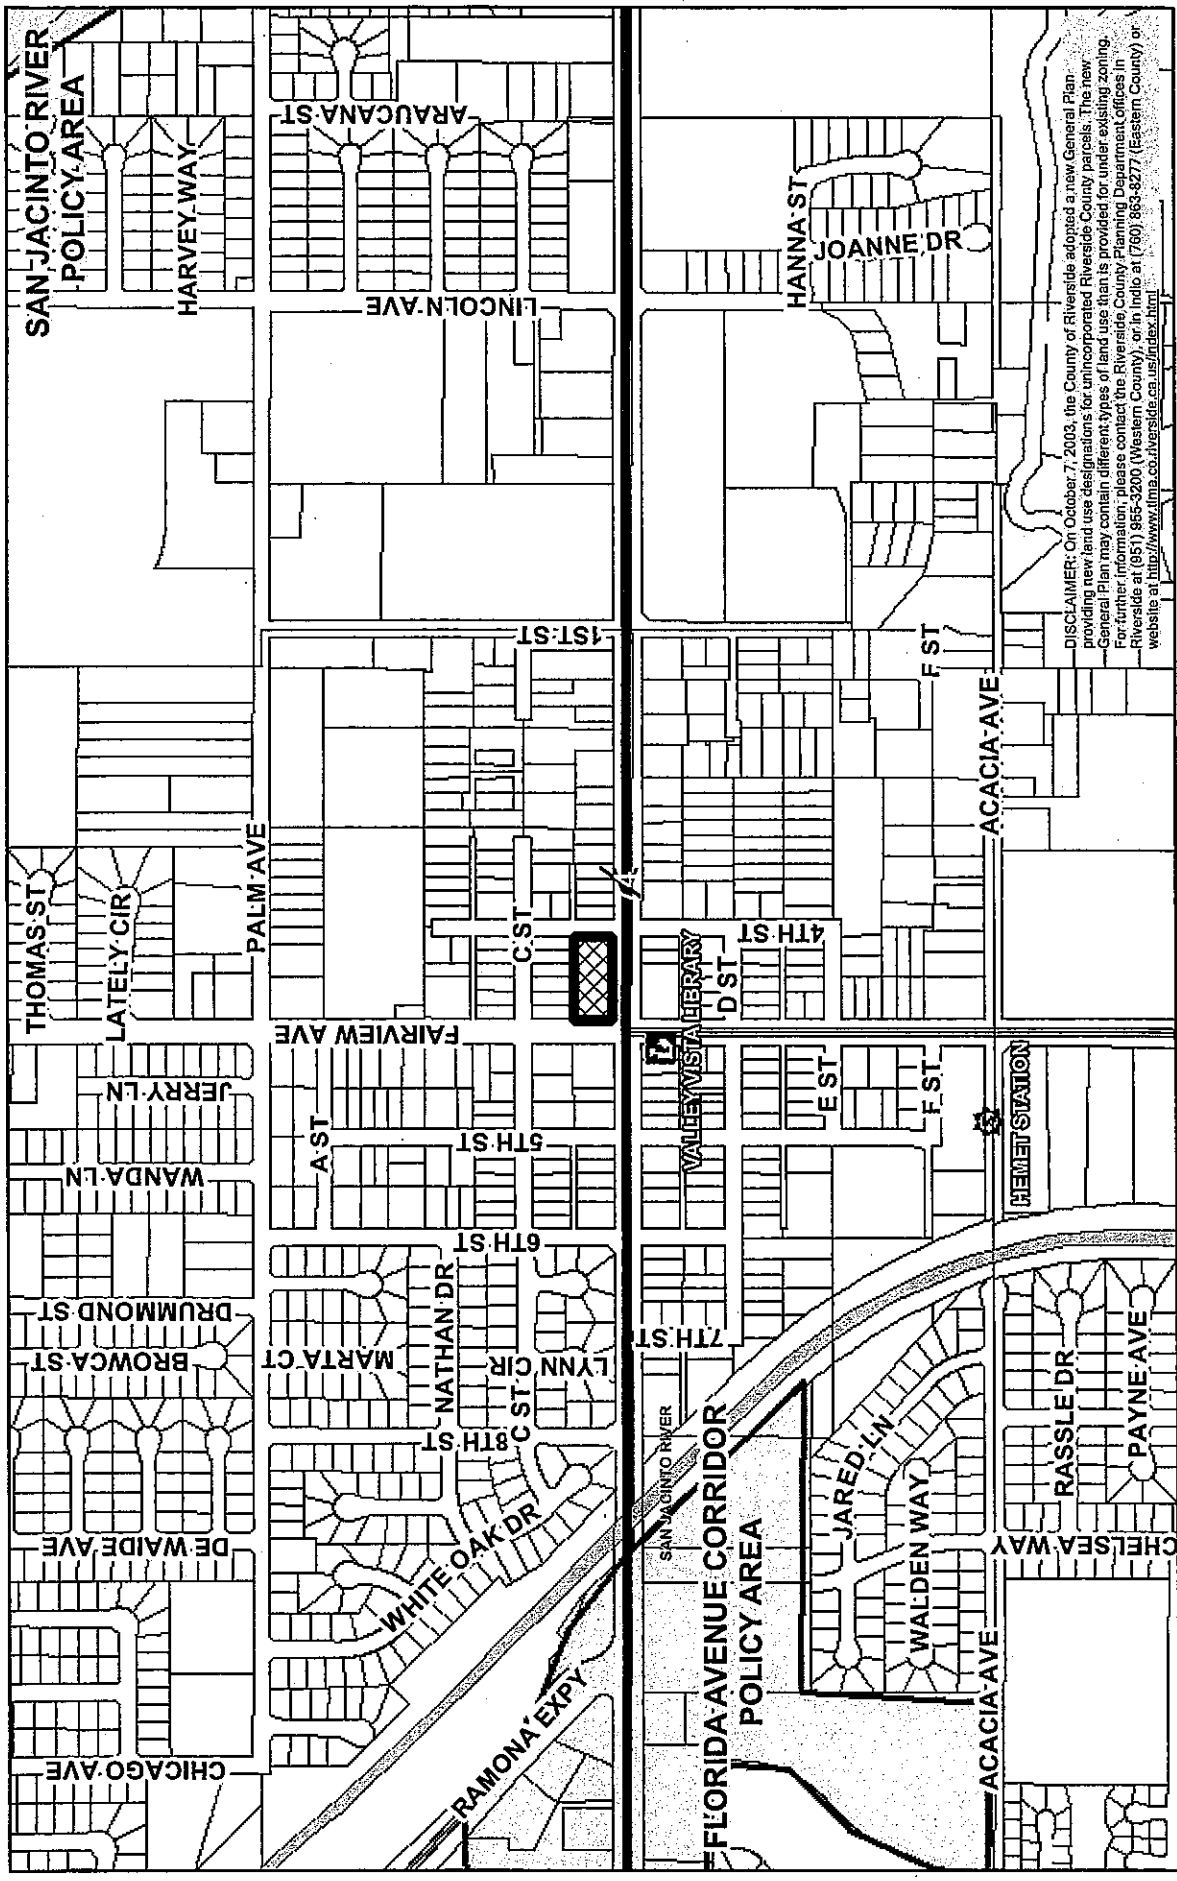 SAN JACINTO RIVER
POLICY AREA
HARVEY WAY
ARAUCANA ST
LINCOLN AVE
HANNA ST
JOANNE DR
THOMAS ST
LATELY CIR
PALM AVE
1ST ST
C ST
F ST
ACACIA AVE
FAIRVIEW AVE
4TH ST
D ST
VALLEY VISTA LIBRARY
JERRY LN
WANDA LN
A ST
5TH ST
E ST
F ST
HEMET STATION
6TH ST
DRUMMOND ST
BROWCA ST
MARTA CT
NATHAN DR
LYNN CIR
7TH ST
8TH ST
C ST
DE WAIDE AVE
WHITE OAK DR
SAN JACINTO RIVER
JARED LN
WALDEN WAY
RASSLE DR
PAYNE AVE
CHELSEA WAY
CHICAGO AVE
RAMONA EXPY
FLORIDA AVENUE CORRIDOR
POLICY AREA
ACACIA AVE
DISCLAIMER: On October 7, 2003, the County of Riverside adopted a new General Plan
providing new land use designations for unincorporated Riverside County parcels. The new
General Plan may contain different types of land use than is provided for under existing zoning.
For further information, please contact the Riverside County Planning Department offices in
Riverside at (951) 955-3200 (Western County), or in Indio at (760) 863-8277 (Eastern County) or
website at http://www.tlma.co.riverside.ca.us/index.html